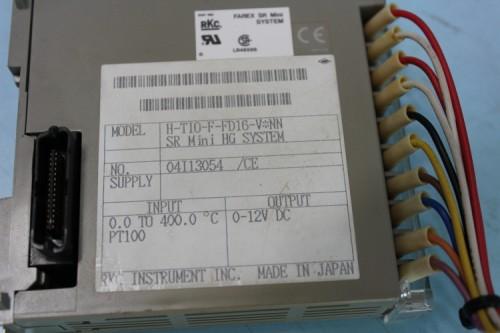 RKC
FAREX SR Mini
SYSTEM
MODEL H-TIO-F-FD16-V※NN
SR Mini HG SYSTEM
NO. 04I13054 /CE
SUPPLY
INPUT OUTPUT
0.0 TO 400.0 °C 0-12V DC
PT100
RKC INSTRUMENT INC. MADE IN JAPAN